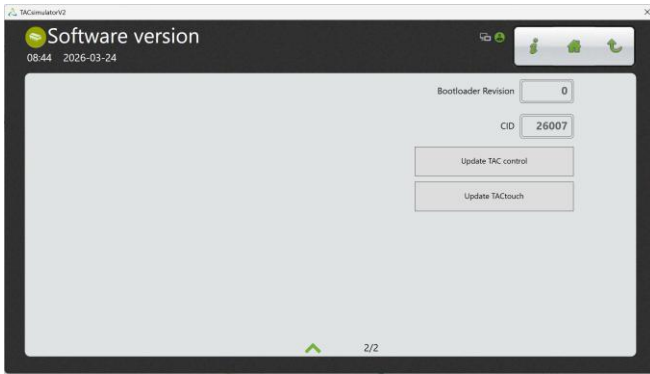 TACsimulatorV2
Software version
08:44 2026-03-24
Bootloader Revision 0
CID 26007
Update TAC control
Update TACtouch
2/2